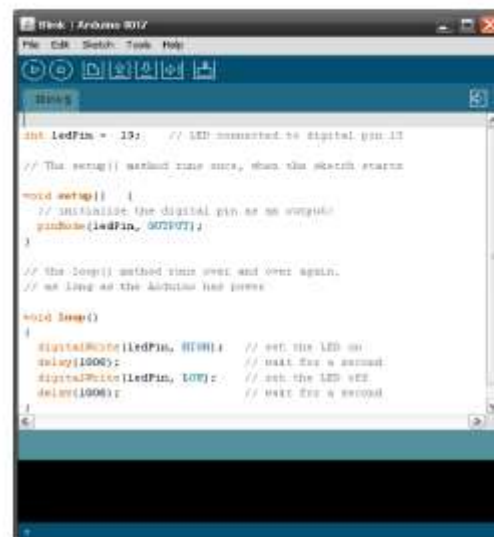 Blink | Arduino 0017
File Edit Sketch Tools Help
Blink §
int ledPin = 13; // LED connected to digital pin 13
// The setup() method runs once, when the sketch starts
void setup() {
// initialize the digital pin as an output:
pinMode(ledPin, OUTPUT);
}
// the loop() method runs over and over again,
// as long as the Arduino has power
void loop()
{
digitalWrite(ledPin, HIGH); // set the LED on
delay(1000); // wait for a second
digitalWrite(ledPin, LOW); // set the LED off
delay(1000); // wait for a second
}